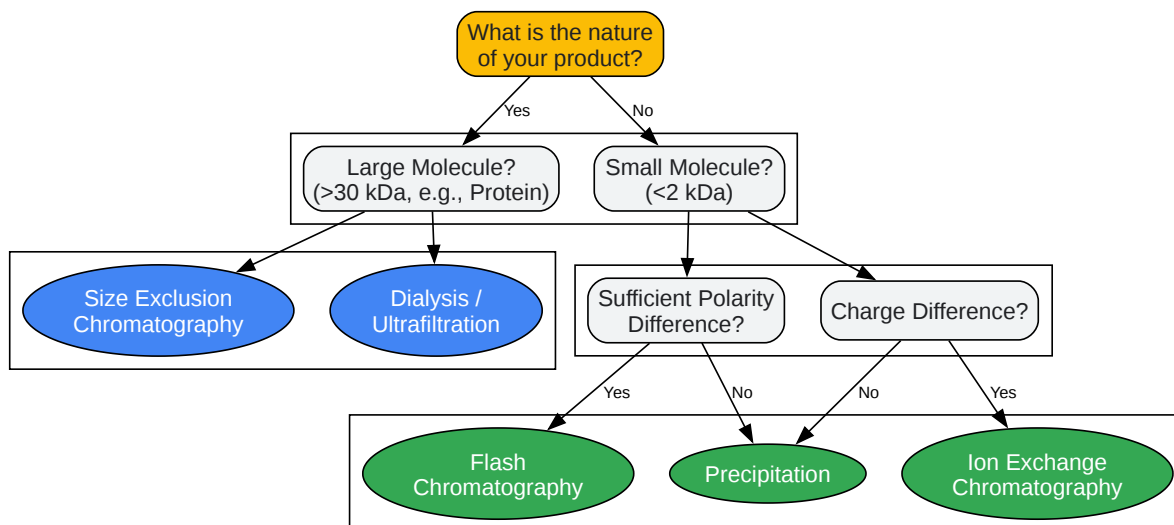 What is the nature
of your product?
Yes
No
Large Molecule?
(>30 kDa, e.g., Protein)
Small Molecule?
(<2 kDa)
Size Exclusion
Chromatography
Dialysis /
Ultrafiltration
Sufficient Polarity
Difference?
Charge Difference?
Yes
No
No
Yes
Flash
Chromatography
Precipitation
Ion Exchange
Chromatography